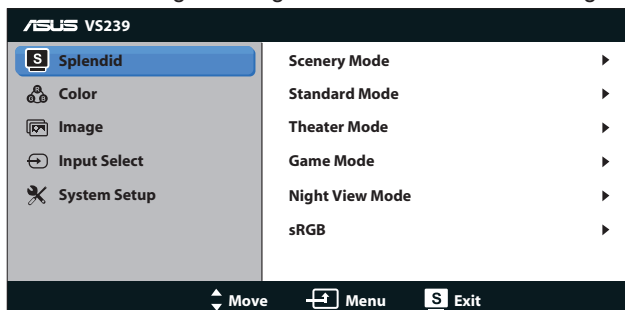 ASUS VS239
S Splendid
Color
Image
Input Select
System Setup
Scenery Mode
Standard Mode
Theater Mode
Game Mode
Night View Mode
sRGB
Move Menu S Exit